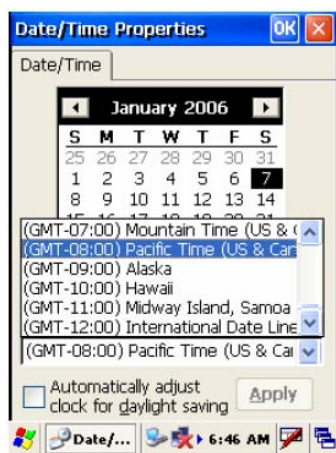 Date/Time Properties OK
Date/Time
January 2006
S M T W T F S
25 26 27 28 29 30 31
1 2 3 4 5 6 7
8 9 10 11 12 13 14
(GMT-07:00) Mountain Time (US &
(GMT-08:00) Pacific Time (US & Can
(GMT-09:00) Alaska
(GMT-10:00) Hawaii
(GMT-11:00) Midway Island, Samoa
(GMT-12:00) International Date Line
(GMT-08:00) Pacific Time (US & Ca
Automatically adjust
clock for daylight saving
Apply
Date/... 6:46 AM